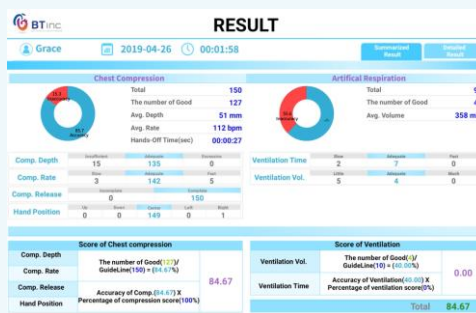 BT inc
RESULT
Grace
2019-04-26
00:01:58
Summarized
Result
Detailed
Result
Chest Compression
Total 150
The number of Good 127
Avg. Depth 51 mm
Avg. Rate 112 bpm
Hands-Off Time(sec) 00:00:27
Artifical Respiration
Total
The number of Good
Avg. Volume 358
Comp. Depth
Insufficient Adequate Excessive
15 135 0
Comp. Rate
Slow Adequate Fast
3 142 5
Comp. Release
Incomplete Complete
0 150
Hand Position
Up Down Center Left Right
0 0 149 0 1
Ventilation Time
Slow Adequate Fast
2 7 0
Ventilation Vol.
Little Adequate Much
5 4 0
Score of Chest compression
Comp. Depth
Comp. Rate
Comp. Release
Hand Position
The number of Good(127)/
GuideLine(150) = (84.67%)
Accuracy of Comp.(84.67) X
Percentage of compression score(100%)
84.67
Score of Ventilation
Ventilation Vol.
Ventilation Time
The number of Good(4)/
GuideLine(10) = (40.00%)
Accuracy of Ventilation(40.00) X
Percentage of ventilation score(0%)
0.00
Total 84.67